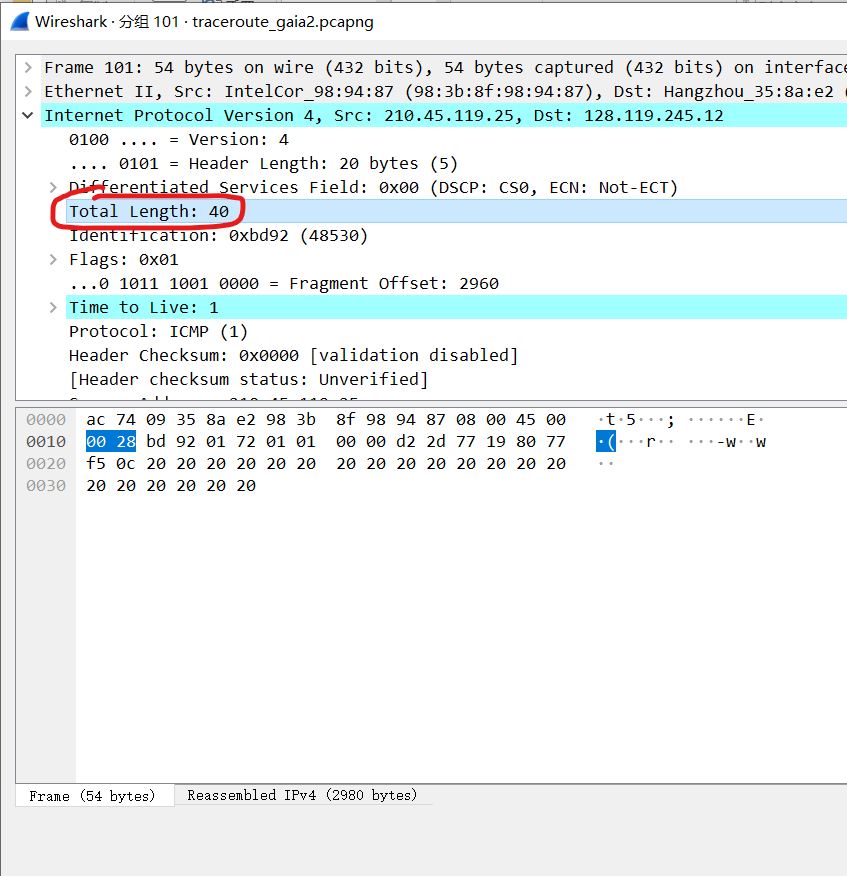 Wireshark · 分组 101 · traceroute_gaia2.pcapng
Frame 101: 54 bytes on wire (432 bits), 54 bytes captured (432 bits) on interface
Ethernet II, Src: IntelCor_98:94:87 (98:3b:8f:98:94:87), Dst: Hangzhou_35:8a:e2 (
Internet Protocol Version 4, Src: 210.45.119.25, Dst: 128.119.245.12
0100 .... = Version: 4
.... 0101 = Header Length: 20 bytes (5)
Differentiated Services Field: 0x00 (DSCP: CS0, ECN: Not-ECT)
Total Length: 40
Identification: 0xbd92 (48530)
Flags: 0x01
...0 1011 1001 0000 = Fragment Offset: 2960
Time to Live: 1
Protocol: ICMP (1)
Header Checksum: 0x0000 [validation disabled]
[Header checksum status: Unverified]
0000 ac 74 09 35 8a e2 98 3b 8f 98 94 87 08 00 45 00 ·t·5···; ······E·
0010 00 28 bd 92 01 72 01 01 00 00 d2 2d 77 19 80 77 ·(···r·· ···-w··w
0020 f5 0c 20 20 20 20 20 20 20 20 20 20 20 20 20 20 ··
0030 20 20 20 20 20 20
Frame (54 bytes) Reassembled IPv4 (2980 bytes)